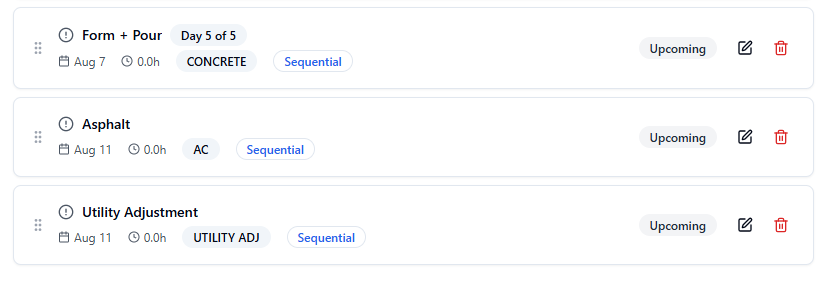 Form + Pour Day 5 of 5
Aug 7 0.0h CONCRETE Sequential
Upcoming
Asphalt
Aug 11 0.0h AC Sequential
Upcoming
Utility Adjustment
Aug 11 0.0h UTILITY ADJ Sequential
Upcoming